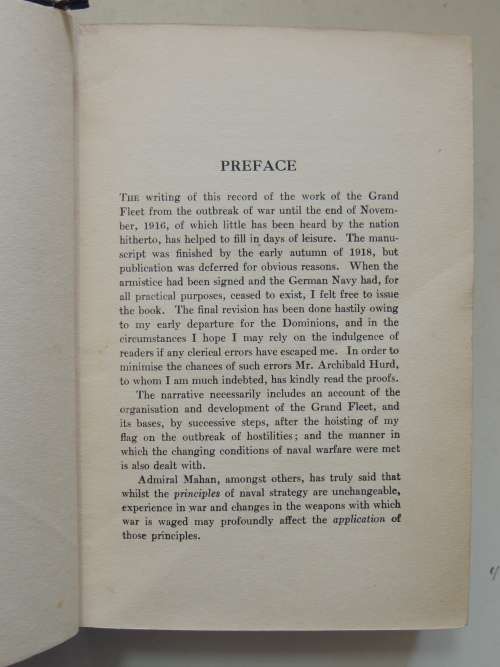 PREFACE
THE writing of this record of the work of the Grand
Fleet from the outbreak of war until the end of Novem-
ber, 1916, of which little has been heard by the nation
hitherto, has helped to fill in days of leisure. The manu-
script was finished by the early autumn of 1918, but
publication was deferred for obvious reasons. When the
armistice had been signed and the German Navy had, for
all practical purposes, ceased to exist, I felt free to issue
the book. The final revision has been done hastily owing
to my early departure for the Dominions, and in the
circumstances I hope I may rely on the indulgence of
readers if any clerical errors have escaped me. In order to
minimise the chances of such errors Mr. Archibald Hurd,
to whom I am much indebted, has kindly read the proofs.
The narrative necessarily includes an account of the
organisation and development of the Grand Fleet, and
its bases, by successive steps, after the hoisting of my
flag on the outbreak of hostilities; and the manner in
which the changing conditions of naval warfare were met
is also dealt with.
Admiral Mahan, amongst others, has truly said that
whilst the principles of naval strategy are unchangeable,
experience in war and changes in the weapons with which
war is waged may profoundly affect the application of
those principles.